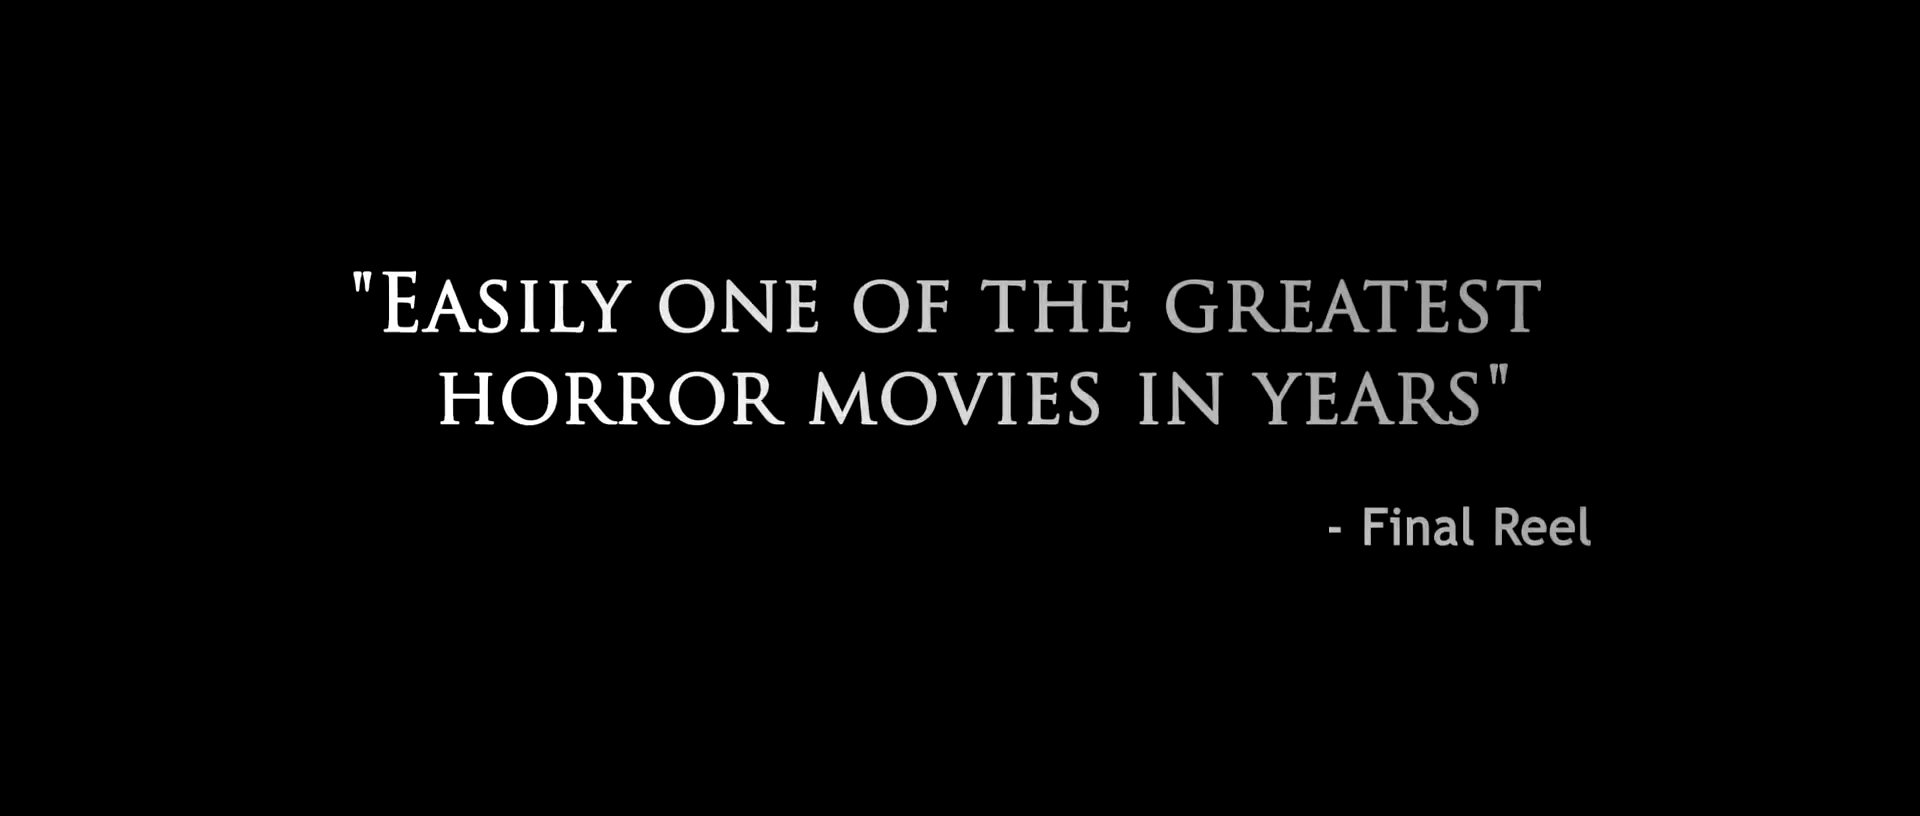 "Easily one of the greatest
horror movies in years"
- Final Reel